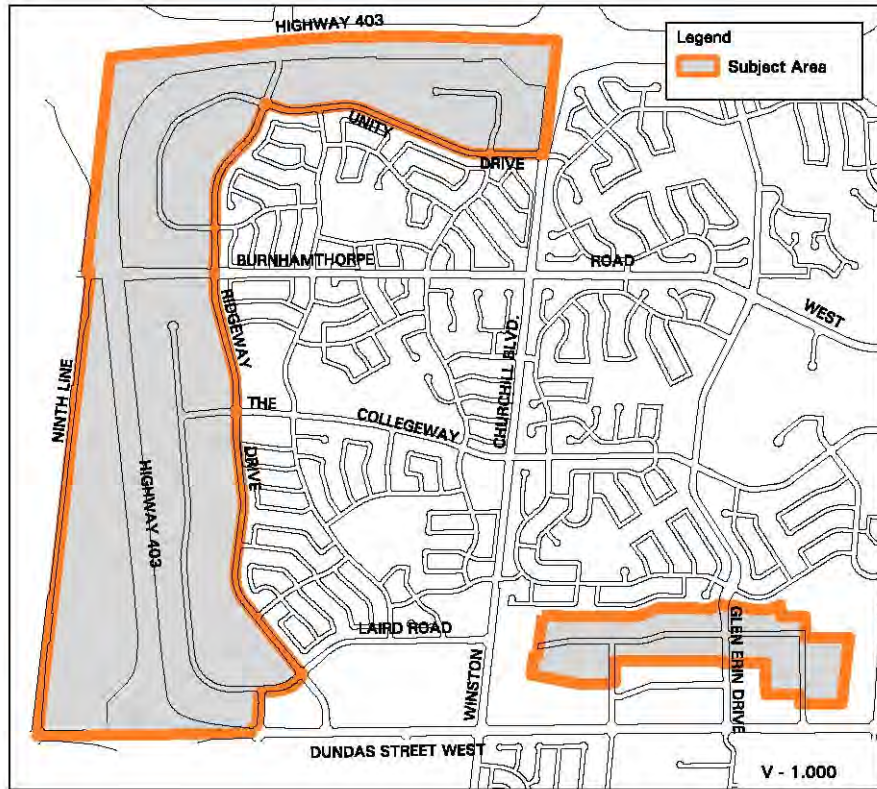 HIGHWAY 403
Legend
Subject Area
UNITY
DRIVE
BURNHAMTHORPE
ROAD
WEST
RIDGEWAY
CHURCHILL BLVD.
NINTH LINE
THE
COLLEGEWAY
DRIVE
HIGHWAY 403
LAIRD ROAD
GLEN ERIN DRIVE
WINSTON
DUNDAS STREET WEST
V - 1.000